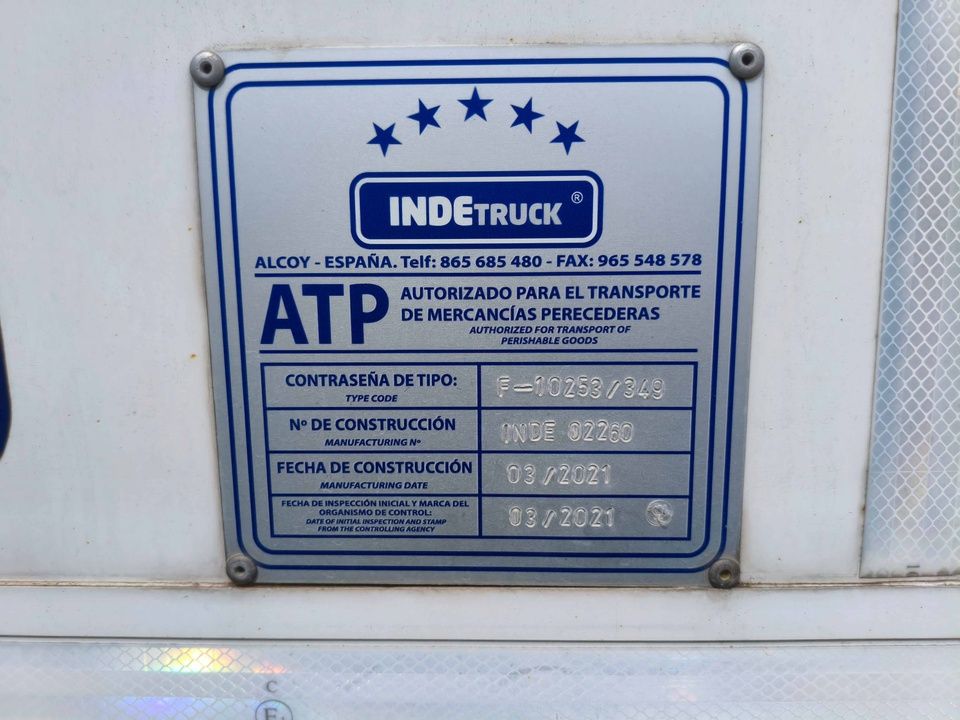 INDETRUCK ®
ALCOY - ESPAÑA. Telf: 865 685 480 - FAX: 965 548 578
ATP
AUTORIZADO PARA EL TRANSPORTE
DE MERCANCÍAS PERECEDERAS
AUTHORIZED FOR TRANSPORT OF
PERISHABLE GOODS
CONTRASEÑA DE TIPO:
TYPE CODE
F-10253/349
Nº DE CONSTRUCCIÓN
MANUFACTURING Nº
INDE 02260
FECHA DE CONSTRUCCIÓN
MANUFACTURING DATE
03/2021
FECHA DE INSPECCIÓN INICIAL Y MARCA DEL
ORGANISMO DE CONTROL:
DATE OF INITIAL INSPECTION AND STAMP
FROM THE CONTROLLING AGENCY
03/2021
C